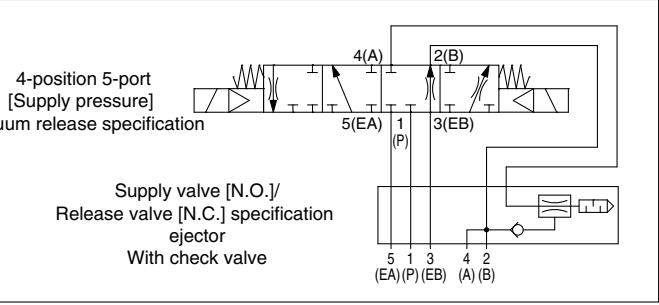 4-position 5-port
[Supply pressure]
uum release specification
4(A) 2(B)
5(EA) 1 3(EB)
(P)
Supply valve [N.O.]/
Release valve [N.C.] specification
ejector
With check valve
5 1 3 4 2
(EA) (P) (EB) (A) (B)